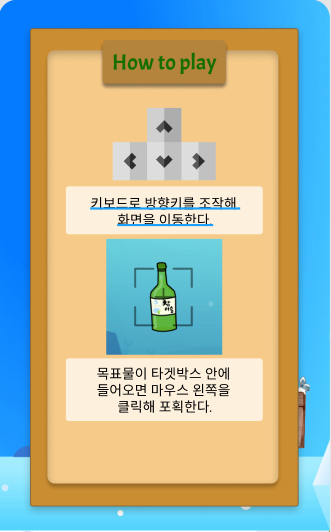 How to play
키보드로 방향키를 조작해
화면을 이동한다.
참
이슬
목표물이 타겟박스 안에
들어오면 마우스 왼쪽을
클릭해 포획한다.